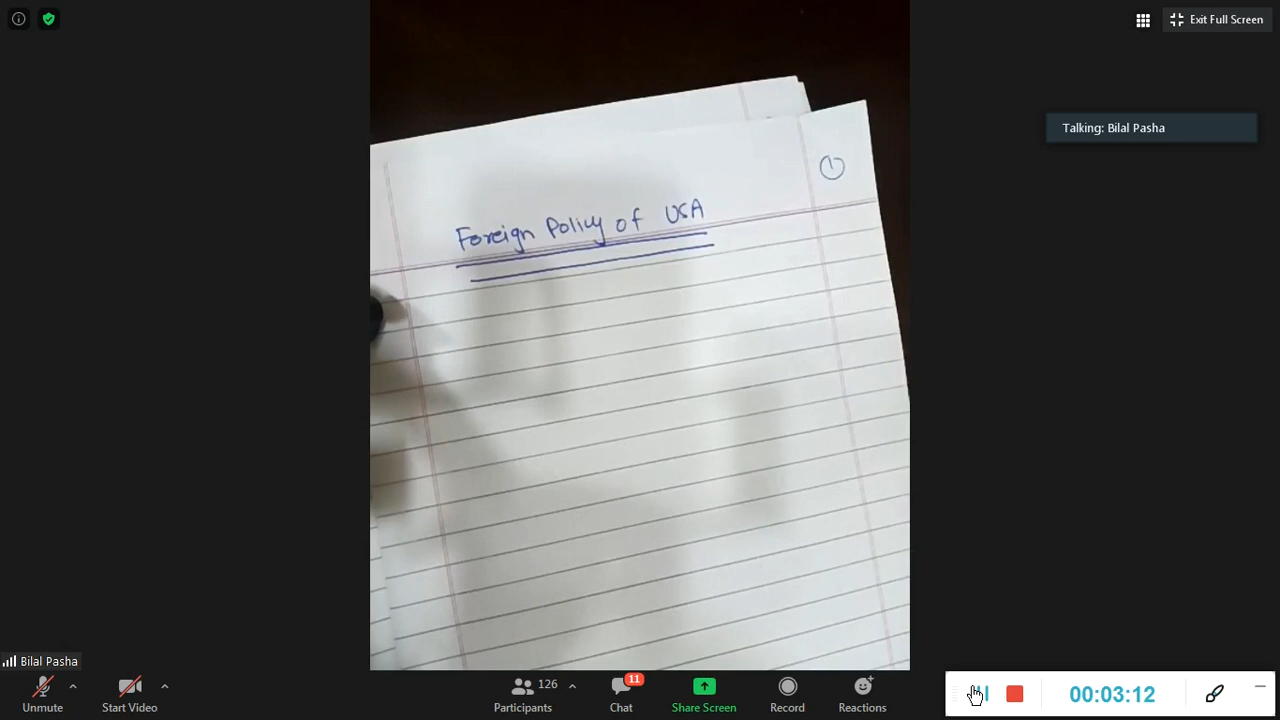 Exit Full Screen
Talking: Bilal Pasha
1
Foreign Policy of USA
Bilal Pasha
126
11
Unmute
Start Video
Participants
Chat
Share Screen
Record
Reactions
00:03:12